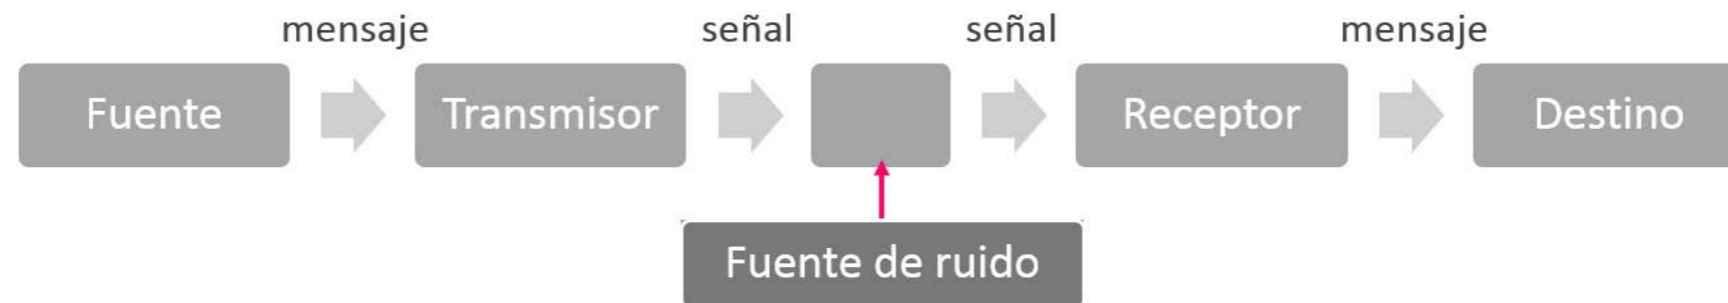 mensaje señal señal mensaje
Fuente Transmisor Receptor Destino
Fuente de ruido